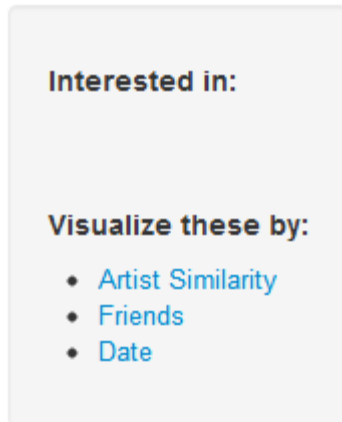 Interested in:
Visualize these by:
• Artist Similarity
• Friends
• Date